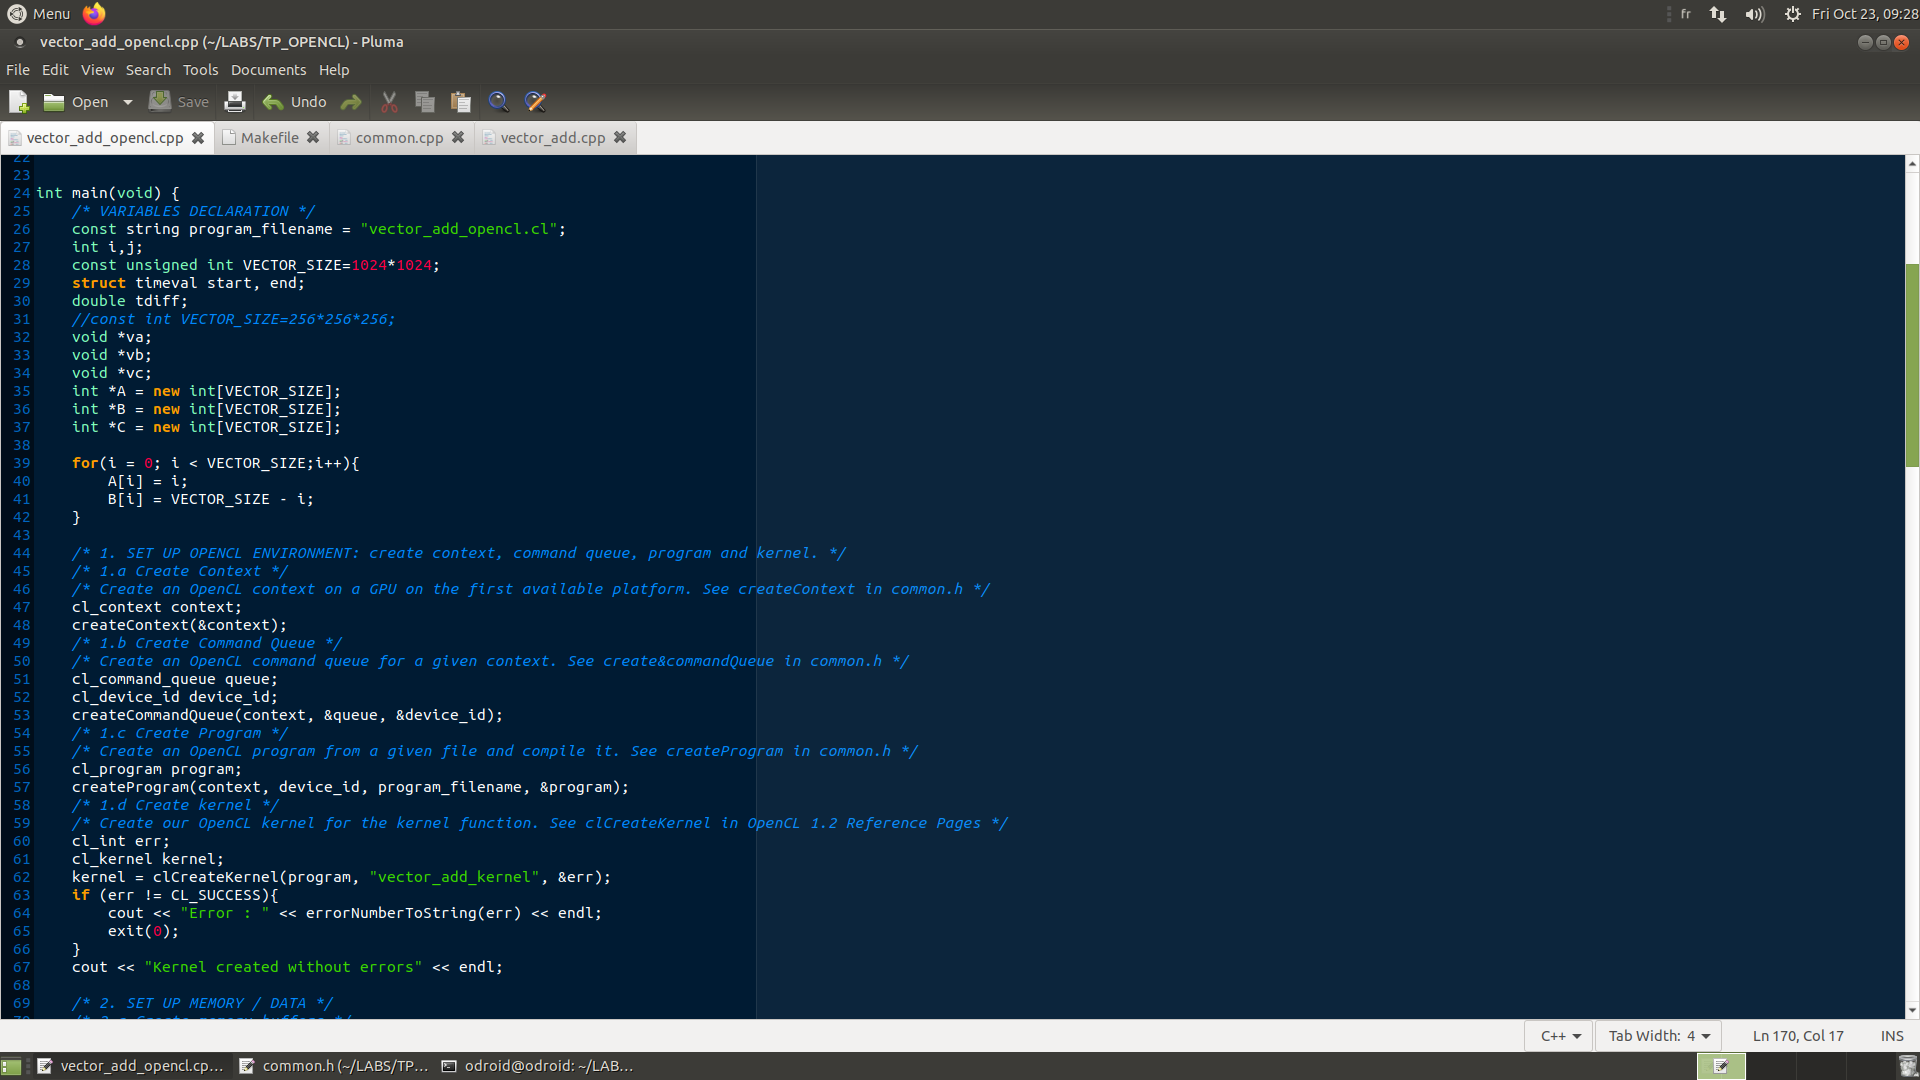 Menu
fr
Fri Oct 23, 09:28
vector_add_opencl.cpp (~/LABS/TP_OPENCL) - Pluma
File Edit View Search Tools Documents Help
Open Save Undo
vector_add_opencl.cpp Makefile common.cpp vector_add.cpp
22
23
24 int main(void) {
25 /* VARIABLES DECLARATION */
26 const string program_filename = "vector_add_opencl.cl";
27 int i,j;
28 const unsigned int VECTOR_SIZE=1024*1024;
29 struct timeval start, end;
30 double tdiff;
31 //const int VECTOR_SIZE=256*256*256;
32 void *va;
33 void *vb;
34 void *vc;
35 int *A = new int[VECTOR_SIZE];
36 int *B = new int[VECTOR_SIZE];
37 int *C = new int[VECTOR_SIZE];
38
39 for(i = 0; i < VECTOR_SIZE;i++){
40 A[i] = i;
41 B[i] = VECTOR_SIZE - i;
42 }
43
44 /* 1. SET UP OPENCL ENVIRONMENT: create context, command queue, program and kernel. */
45 /* 1.a Create Context */
46 /* Create an OpenCL context on a GPU on the first available platform. See createContext in common.h */
47 cl_context context;
48 createContext(&context);
49 /* 1.b Create Command Queue */
50 /* Create an OpenCL command queue for a given context. See create&commandQueue in common.h */
51 cl_command_queue queue;
52 cl_device_id device_id;
53 createCommandQueue(context, &queue, &device_id);
54 /* 1.c Create Program */
55 /* Create an OpenCL program from a given file and compile it. See createProgram in common.h */
56 cl_program program;
57 createProgram(context, device_id, program_filename, &program);
58 /* 1.d Create kernel */
59 /* Create our OpenCL kernel for the kernel function. See clCreateKernel in OpenCL 1.2 Reference Pages */
60 cl_int err;
61 cl_kernel kernel;
62 kernel = clCreateKernel(program, "vector_add_kernel", &err);
63 if (err != CL_SUCCESS){
64 cout << "Error : " << errorNumberToString(err) << endl;
65 exit(0);
66 }
67 cout << "Kernel created without errors" << endl;
68
69 /* 2. SET UP MEMORY / DATA */
C++ Tab Width: 4 Ln 170, Col 17 INS
vector_add_opencl.cp... common.h (~/LABS/TP... odroid@odroid: ~/LAB...